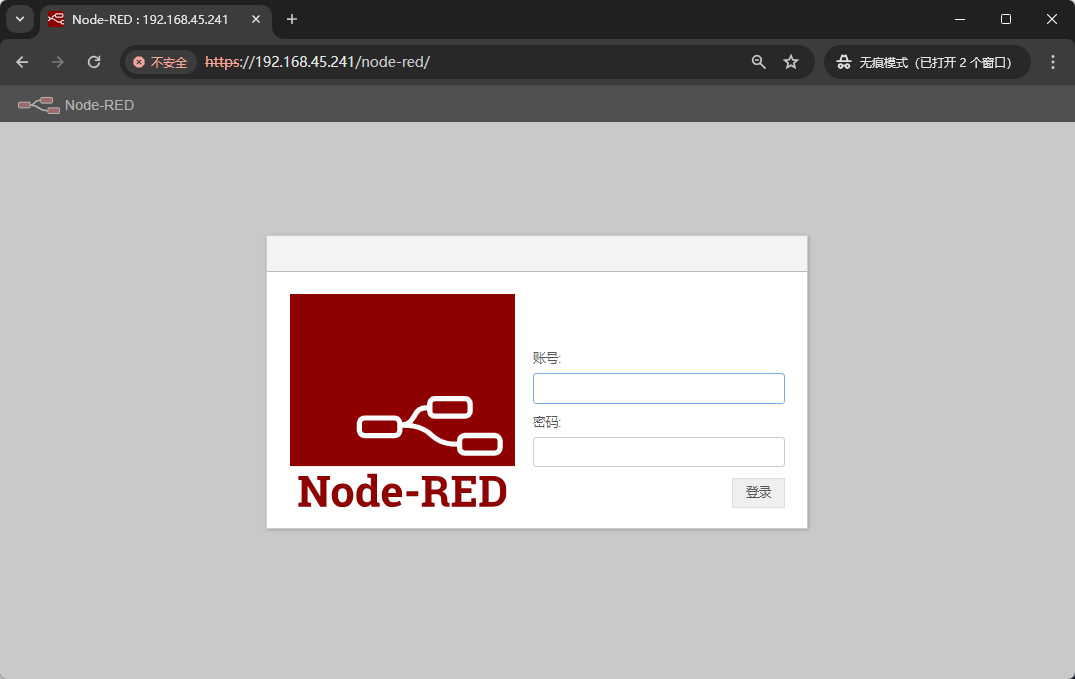 Node-RED : 192.168.45.241
不安全
https://192.168.45.241/node-red/
无痕模式（已打开 2 个窗口）
Node-RED
账号:
密码:
Node-RED
登录